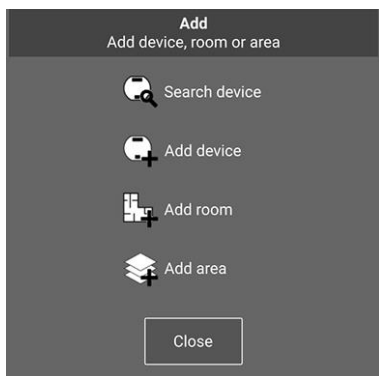 Add
Add device, room or area
Search device
Add device
Add room
Add area
Close